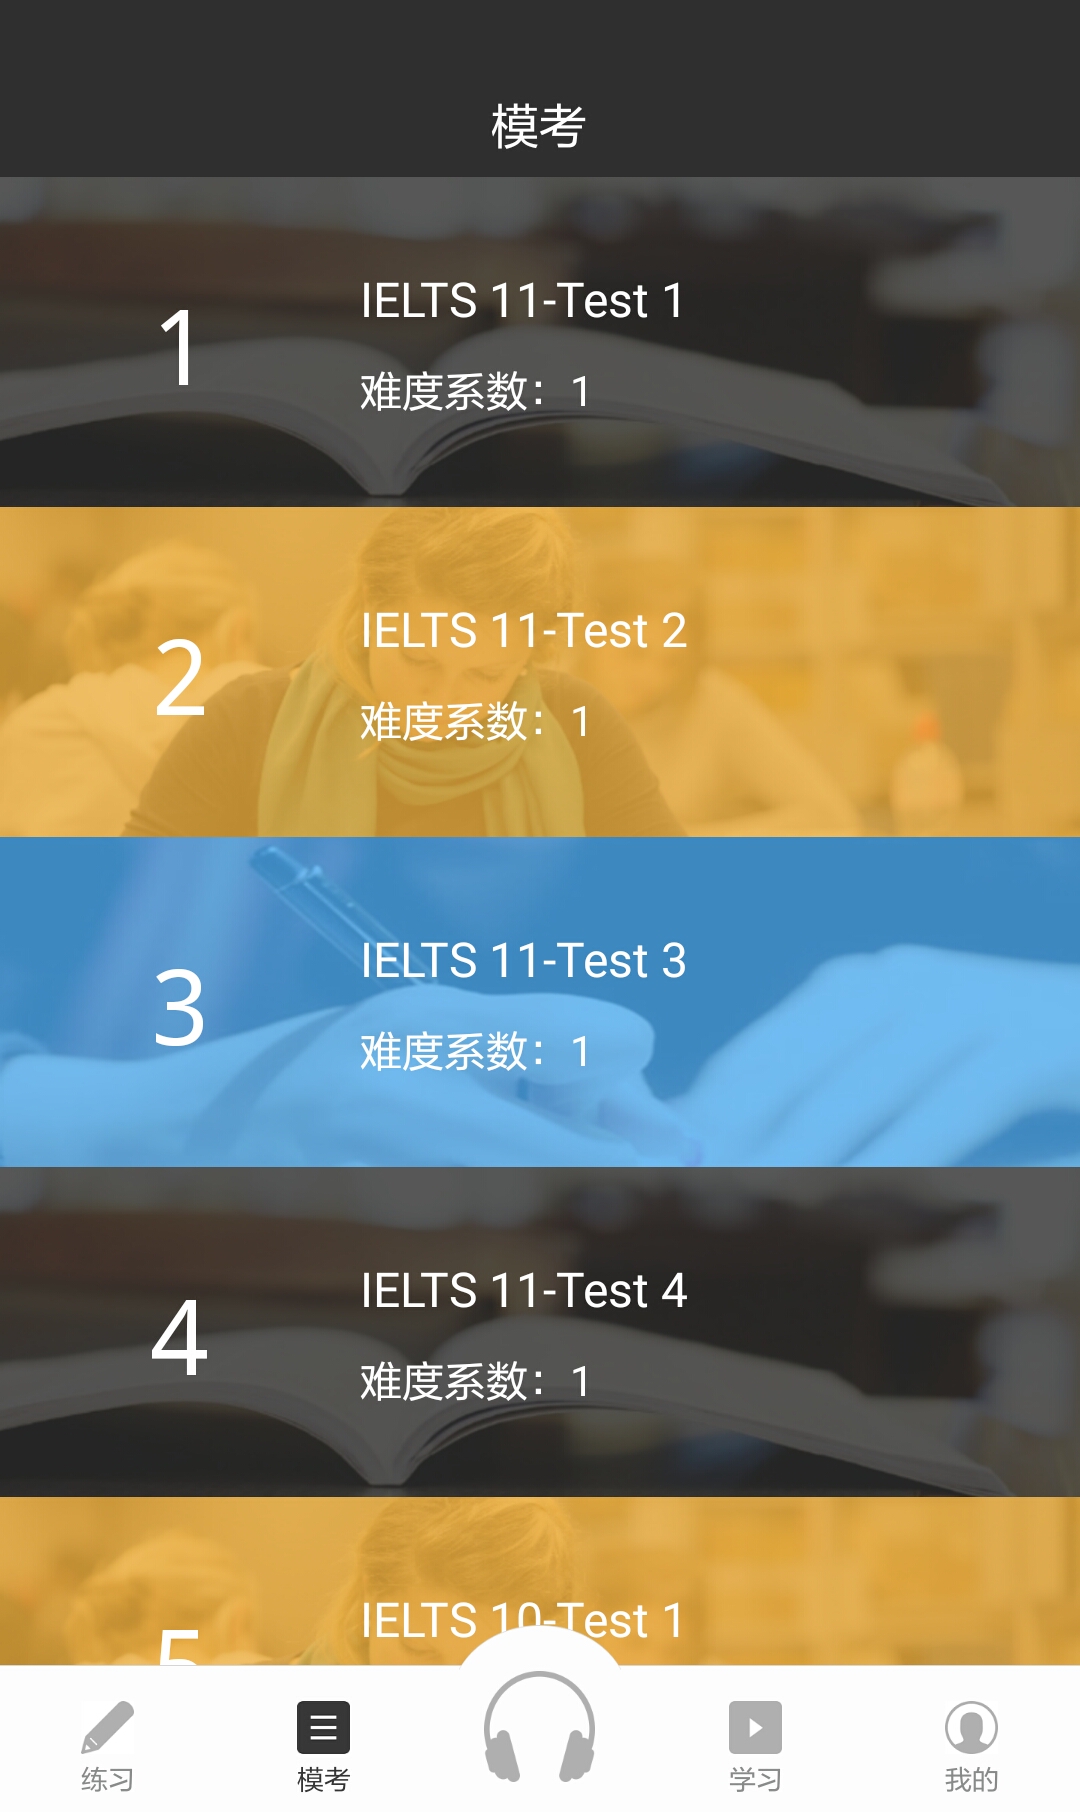 模考
1
IELTS 11-Test 1
难度系数：1
2
IELTS 11-Test 2
难度系数：1
3
IELTS 11-Test 3
难度系数：1
4
IELTS 11-Test 4
难度系数：1
5
IELTS 10-Test 1
练习
模考
学习
我的